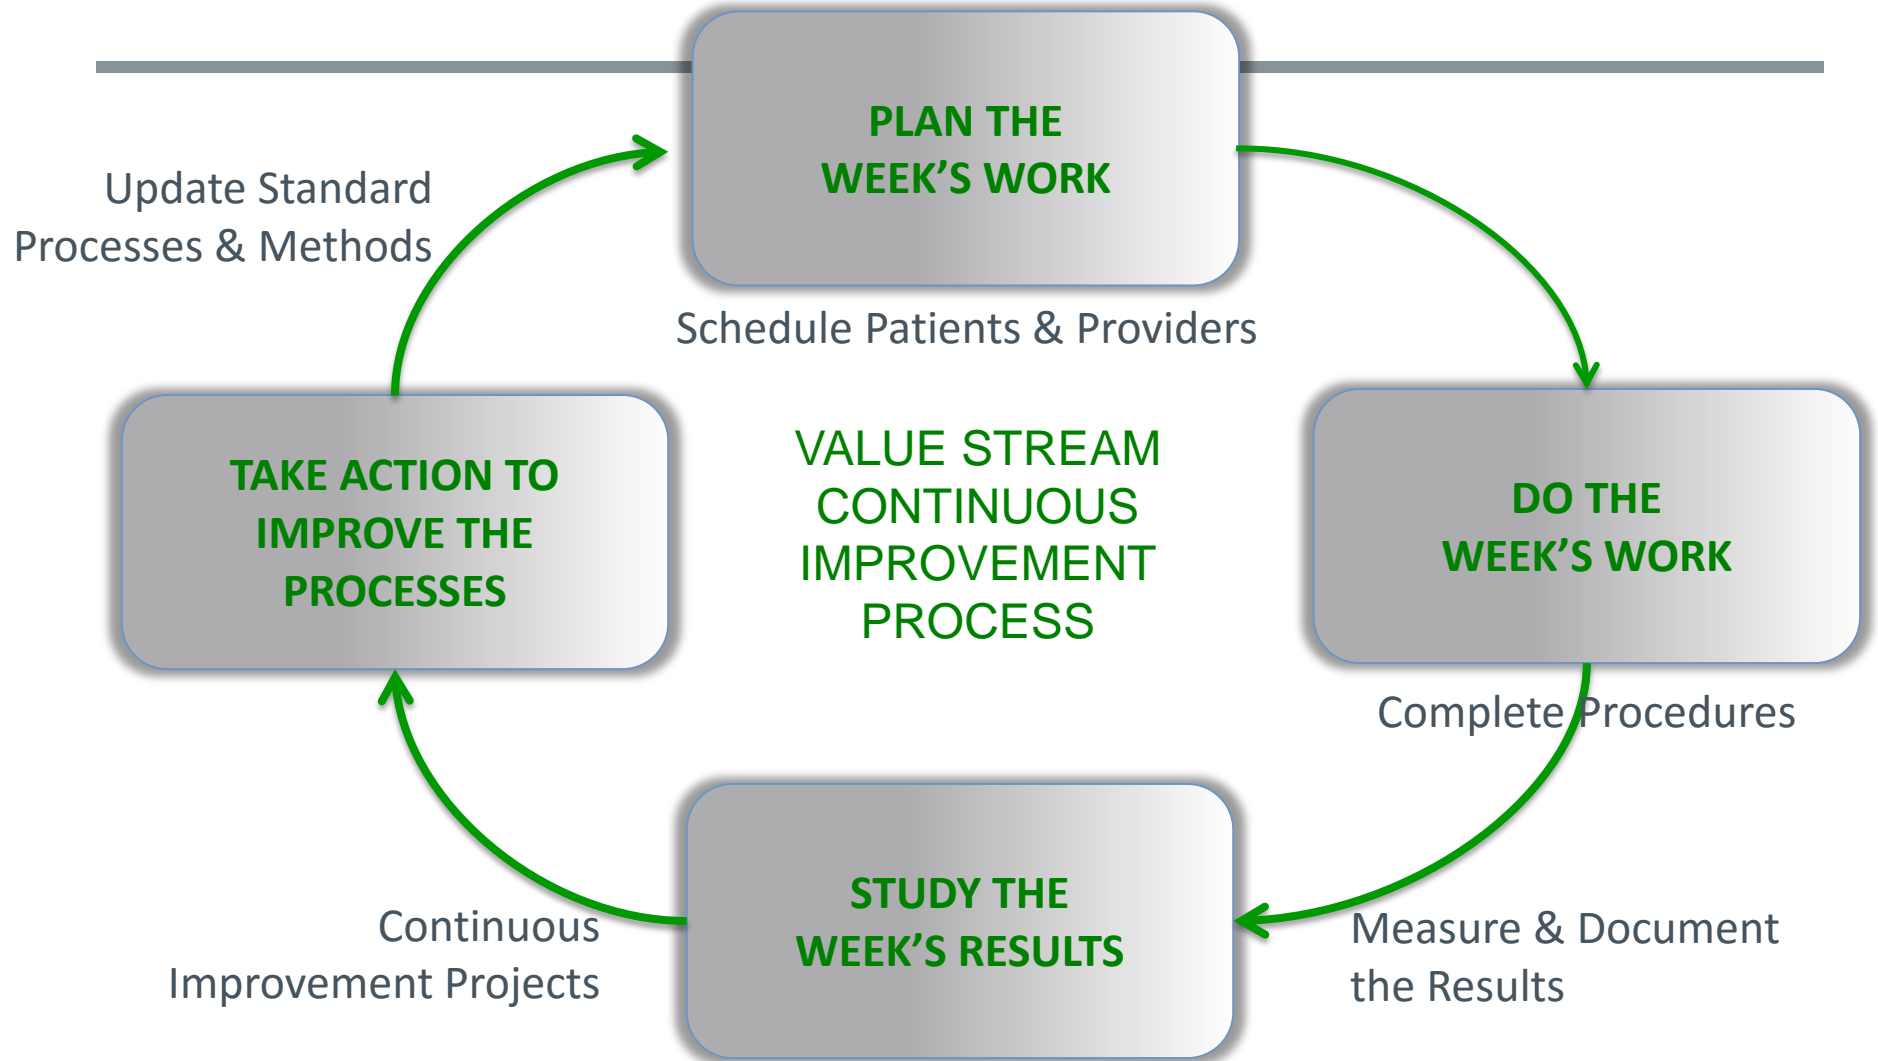 PLAN THE
WEEK’S WORK
Update Standard
Processes & Methods
Schedule Patients & Providers
TAKE ACTION TO
IMPROVE THE
PROCESSES
VALUE STREAM
CONTINUOUS
IMPROVEMENT
PROCESS
DO THE
WEEK’S WORK
Complete Procedures
STUDY THE
WEEK’S RESULTS
Continuous
Improvement Projects
Measure & Document
the Results